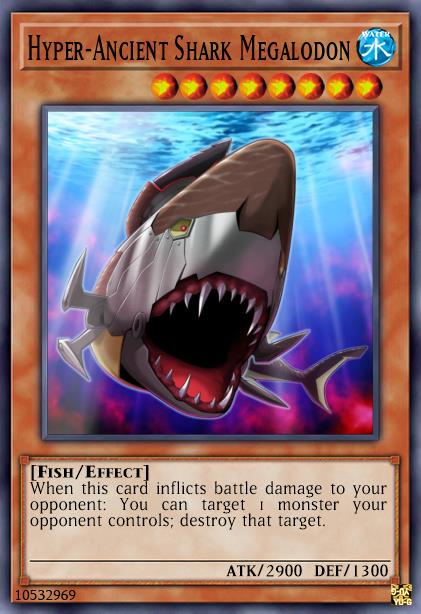 Hyper-Ancient Shark Megalodon
WATER
水
[Fish/Effect]
When this card inflicts battle damage to your
opponent: You can target 1 monster your
opponent controls; destroy that target.
ATK/2900 DEF/1300
10532969